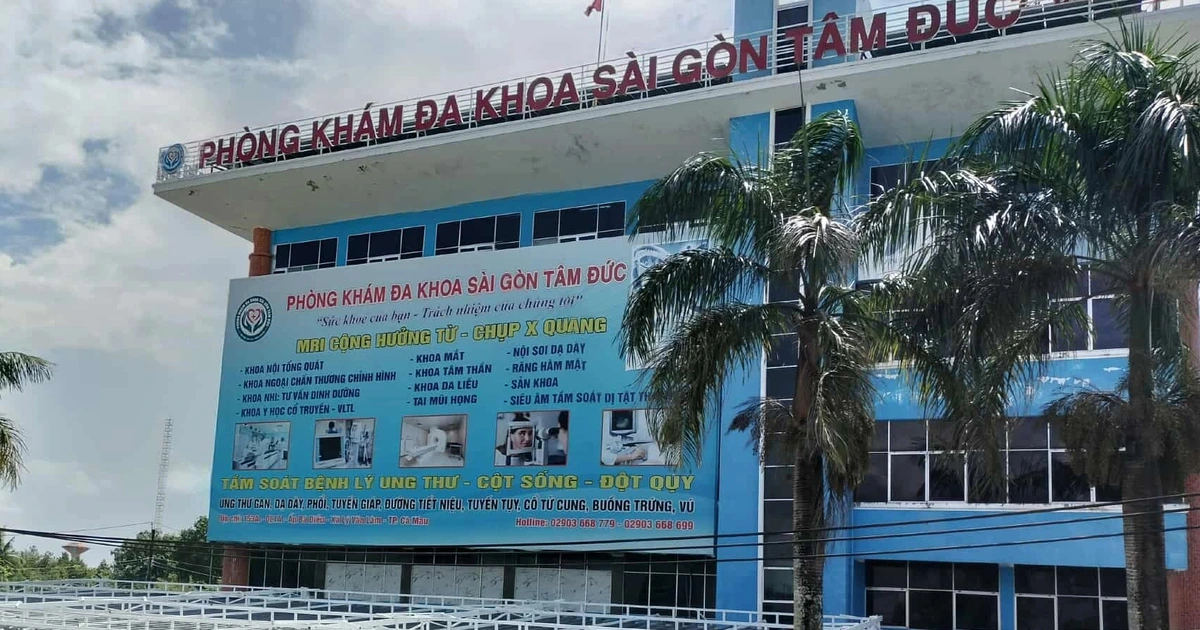 PHÒNG KHÁM ĐA KHOA SÀI GÒN TÂM ĐỨC
PHÒNG KHÁM ĐA KHOA SÀI GÒN TÂM ĐỨC
"Sức khỏe của bạn - Trách nhiệm của chúng tôi"
MRI CỘNG HƯỞNG TỪ - CHỤP X QUANG
- KHOA NỘI TỔNG QUÁT
- KHOA NGOẠI CHẤN THƯƠNG CHỈNH HÌNH
- KHOA NHI: TƯ VẤN DINH DƯỠNG
- KHOA Y HỌC CỔ TRUYỀN - VLTL
- KHOA MẮT
- KHOA TÂM THẦN
- KHOA DA LIỄU
- TAI MŨI HỌNG
- NỘI SOI DẠ DÀY
- RĂNG HÀM MẶT
- SẢN KHOA
- SIÊU ÂM TẦM SOÁT DỊ TẬT
TẦM SOÁT BỆNH LÝ UNG THƯ - CỘT SỐNG - ĐỘT QUỴ
UNG THƯ GAN, DẠ DÀY, PHỔI, TUYẾN GIÁP, ĐƯỜNG TIẾT NIỆU, TUYẾN TỤY, CỔ TỬ CUNG, BUỒNG TRỨNG, VÚ
Lý Văn Lâm - TP. Cà Mau
Hotline: 02903 668 779 - 02903 668 699